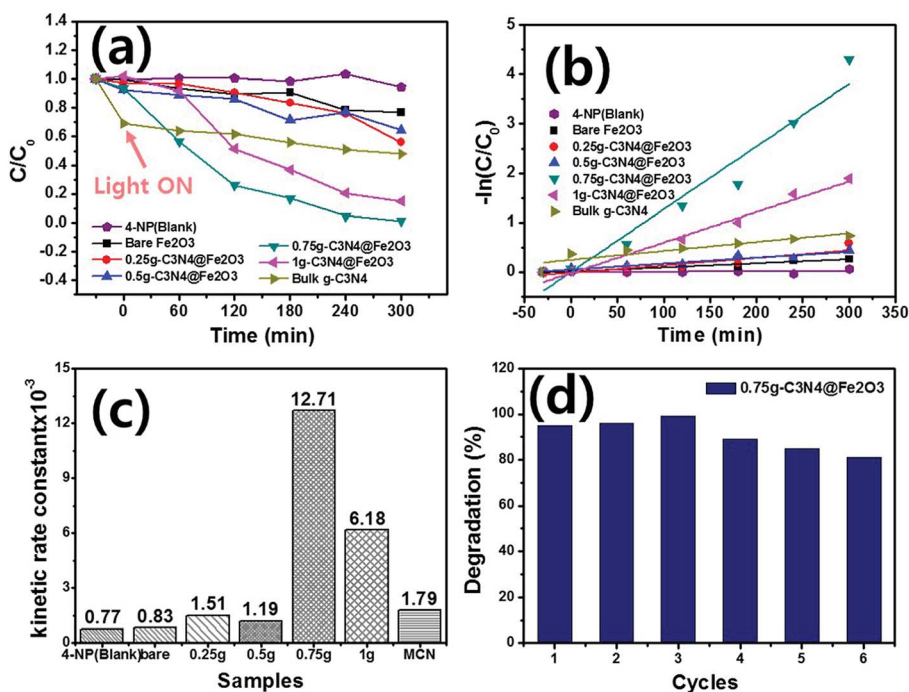 (a)
C/C0
1.4
1.2
1.0
0.8
0.6
0.4
0.2
0.0
-0.2
-0.4
Light ON
4-NP(Blank)
Bare Fe2O3
0.25g-C3N4@Fe2O3
0.5g-C3N4@Fe2O3
0.75g-C3N4@Fe2O3
1g-C3N4@Fe2O3
Bulk g-C3N4
0 60 120 180 240 300
Time (min)
(b)
-ln(C/C0)
5
4
3
2
1
0
-1
4-NP(Blank)
Bare Fe2O3
0.25g-C3N4@Fe2O3
0.5g-C3N4@Fe2O3
0.75g-C3N4@Fe2O3
1g-C3N4@Fe2O3
Bulk g-C3N4
-50 0 50 100 150 200 250 300 350
Time (min)
(c)
kinetic rate constantx10-3
15
12
9
6
3
0
0.77
0.83
1.51
1.19
12.71
6.18
1.79
4-NP(Blank) bare 0.25g 0.5g 0.75g 1g MCN
Samples
(d)
0.75g-C3N4@Fe2O3
Degradation (%)
120
100
80
60
40
20
0
1 2 3 4 5 6
Cycles